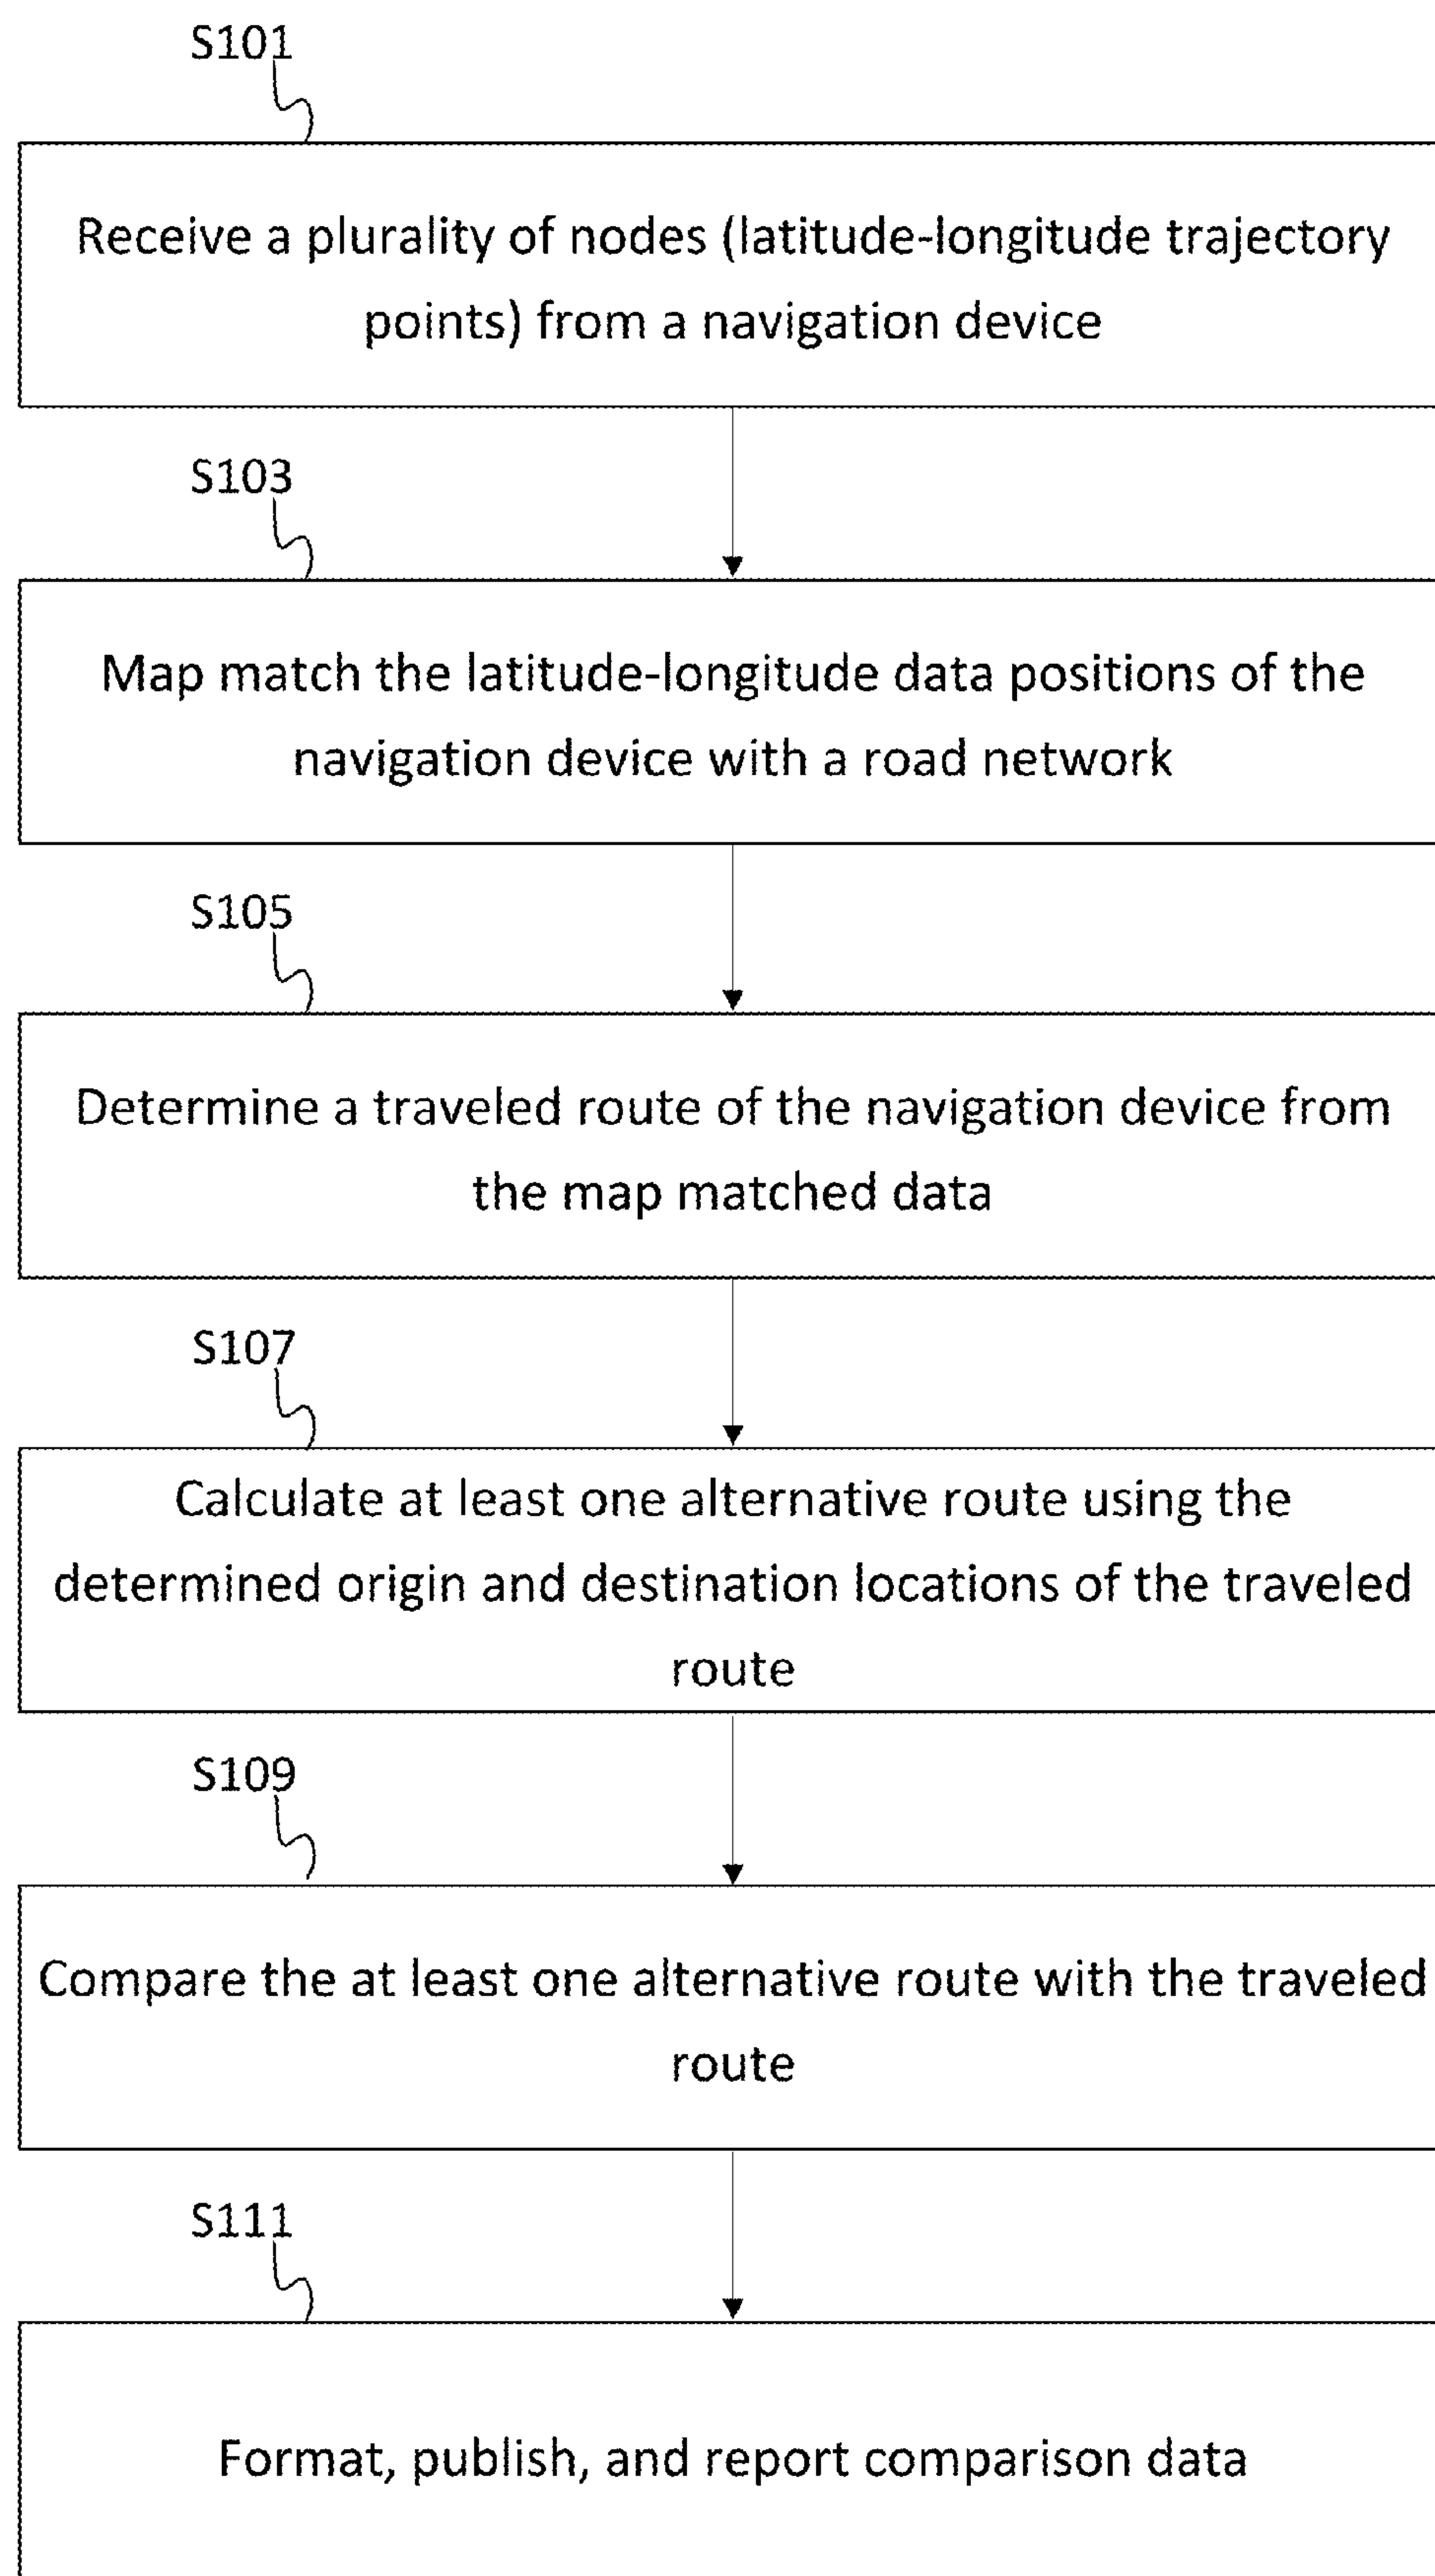 S101
Receive a plurality of nodes (latitude-longitude trajectory
points) from a navigation device
S103
Map match the latitude-longitude data positions of the
navigation device with a road network
S105
Determine a traveled route of the navigation device from
the map matched data
S107
Calculate at least one alternative route using the
determined origin and destination locations of the traveled
route
S109
Compare the at least one alternative route with the traveled
route
S111
Format, publish, and report comparison data